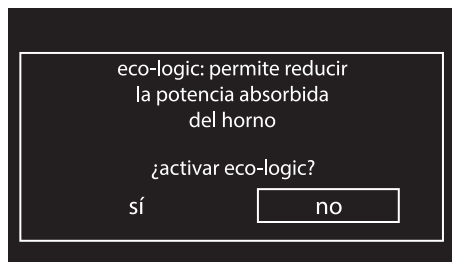 eco-logic: permite reducir
la potencia absorbida
del horno
¿activar eco-logic?
sí no